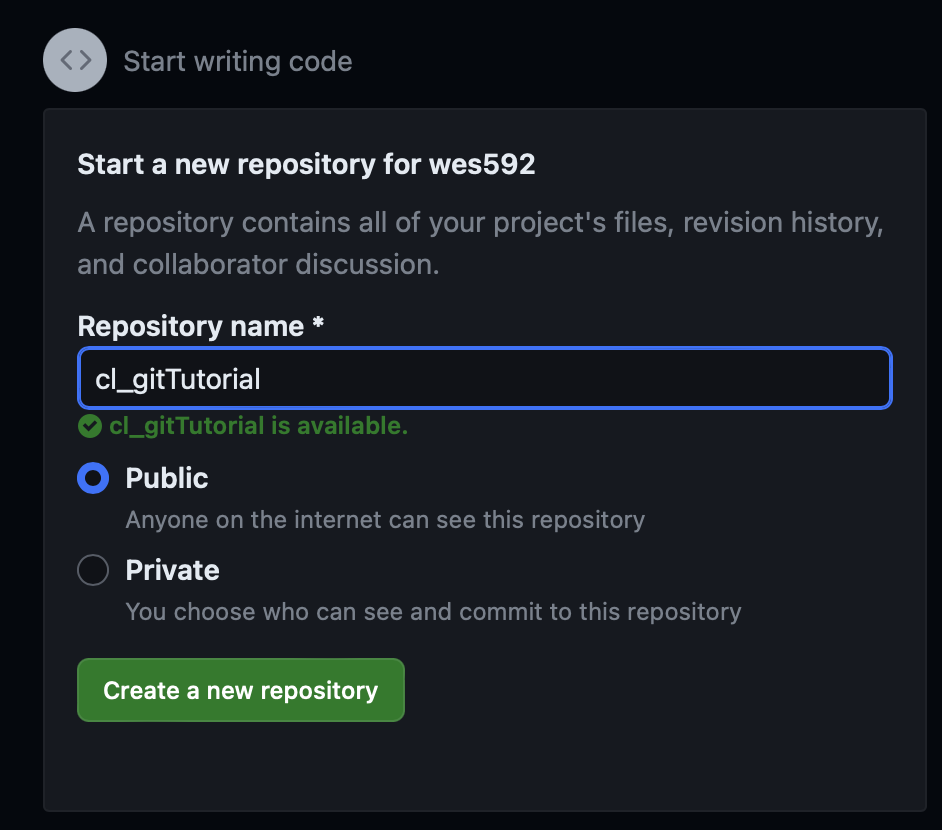 Start writing code
Start a new repository for wes592
A repository contains all of your project's files, revision history,
and collaborator discussion.
Repository name *
cl_gitTutorial
cl_gitTutorial is available.
Public
Anyone on the internet can see this repository
Private
You choose who can see and commit to this repository
Create a new repository